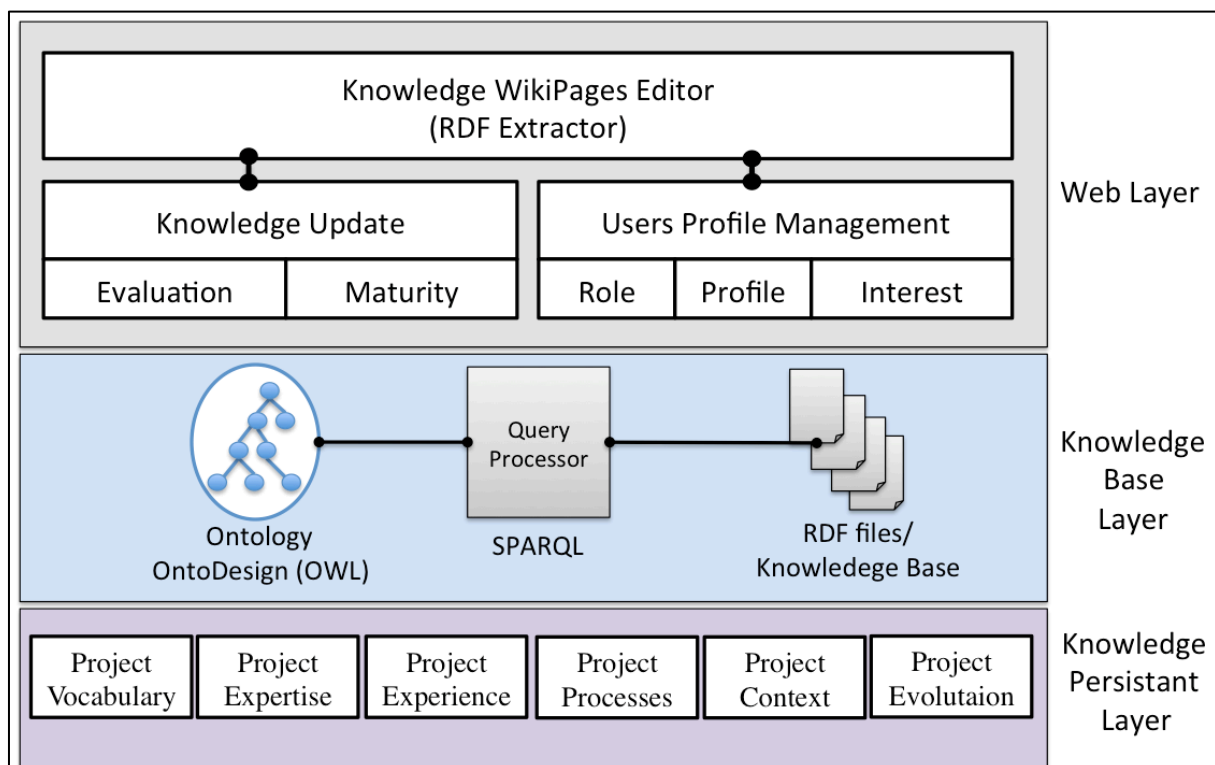 Knowledge WikiPages Editor
(RDF Extractor)
Knowledge Update
Users Profile Management
Evaluation
Maturity
Role
Profile
Interest
Web Layer
Query
Processor
Ontology
OntoDesign (OWL)
SPARQL
RDF files/
Knowledege Base
Knowledge
Base
Layer
Project
Vocabulary
Project
Expertise
Project
Experience
Project
Processes
Project
Context
Project
Evolutaion
Knowledge
Persistant
Layer